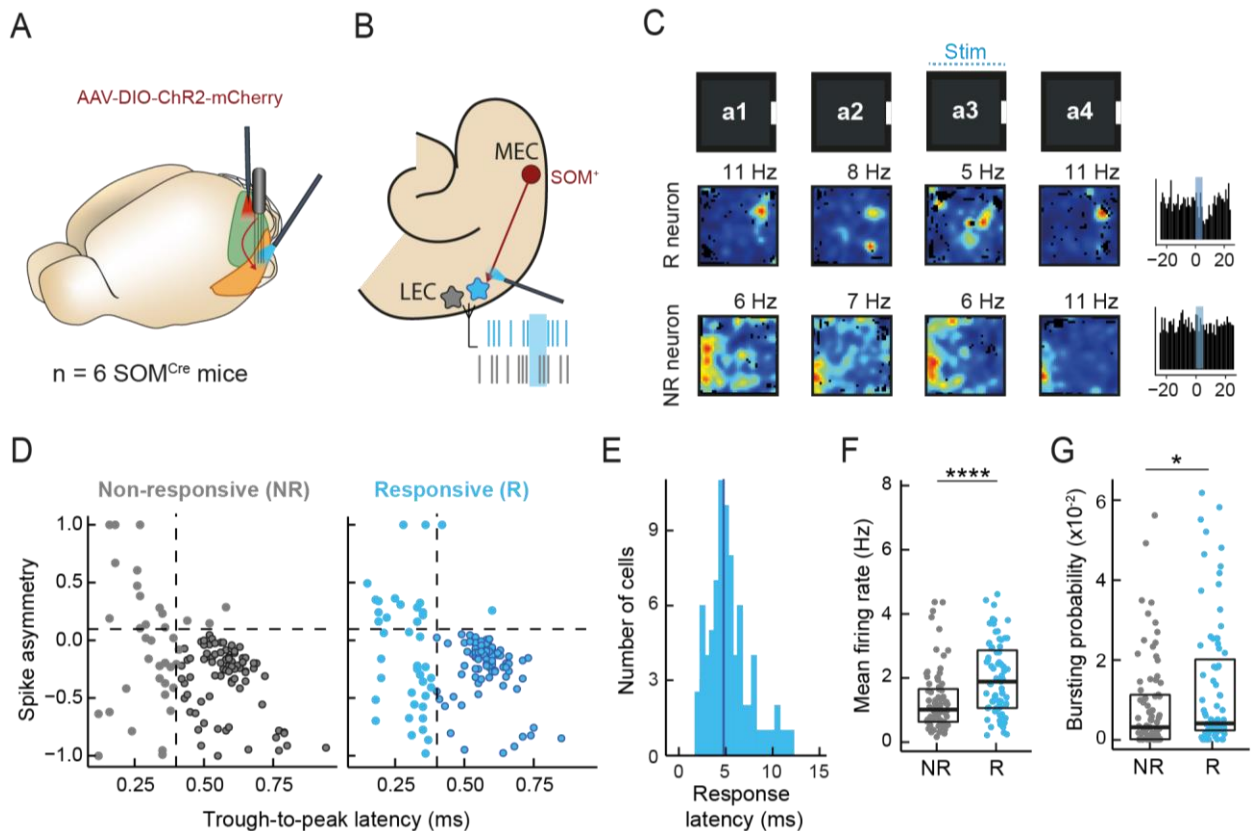 A
AAV-DIO-ChR2-mCherry
n = 6 SOM^Cre mice
B
MEC
SOM⁺
LEC
C
Stim
a1 a2 a3 a4
R neuron
11 Hz 8 Hz 5 Hz 11 Hz
−20 0 20
NR neuron
6 Hz 7 Hz 6 Hz 11 Hz
−20 0 20
D
Non-responsive (NR) Responsive (R)
Spike asymmetry
1.0
0.5
0.0
-0.5
-1.0
0.25 0.50 0.75 0.25 0.50 0.75
Trough-to-peak latency (ms)
E
Number of cells
9
6
3
0
0 5 10 15
Response
latency (ms)
F
****
Mean firing rate (Hz)
8
6
4
2
0
NR R
G
*
Bursting probability (x10⁻²)
6
4
2
0
NR R